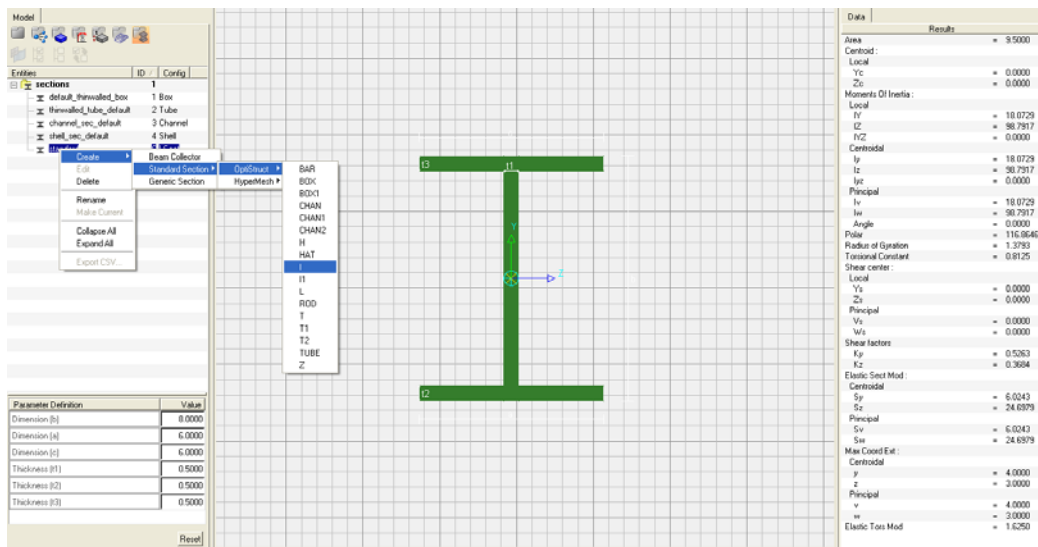 Model
Entities ID / Config
sections 1
default_thinwalled_box 1 Box
thinwalled_tube_default 2 Tube
channel_sec_default 3 Channel
shell_sec_default 4 Shell
Create
Edit
Delete
Rename
Make Current
Collapse All
Expand All
Export CSV...
Beam Collector
Standard Section
Generic Section
OptiStruct
HyperMesh
BAR
BOX
BOX1
CHAN
CHAN1
CHAN2
H
HAT
I
I1
L
ROD
T
T1
T2
TUBE
Z
Parameter Definition Value
Dimension (b) 8.0000
Dimension (a) 6.0000
Dimension (c) 6.0000
Thickness (t1) 0.5000
Thickness (t2) 0.5000
Thickness (t3) 0.5000
Reset
t3 t1
Y
Z
t2
Data
Results
Area = 9.5000
Centroid :
Local
Yc = 0.0000
Zc = 0.0000
Moments Of Inertia :
Local
IY = 18.0729
IZ = 98.7917
IYZ = 0.0000
Centroidal
Iy = 18.0729
Iz = 98.7917
Iyz = 0.0000
Principal
Iv = 18.0729
Iw = 98.7917
Angle = 0.0000
Polar = 116.8646
Radius of Gyration = 1.3793
Torsional Constant = 0.8125
Shear center :
Local
Ys = 0.0000
Zs = 0.0000
Principal
Vs = 0.0000
Ws = 0.0000
Shear factors
Ky = 0.5263
Kz = 0.3684
Elastic Sect Mod :
Centroidal
Sy = 6.0243
Sz = 24.6979
Principal
Sv = 6.0243
Sw = 24.6979
Max Coord Ext :
Centroidal
y = 4.0000
z = 3.0000
Principal
v = 4.0000
w = 3.0000
Elastic Tors Mod = 1.6250